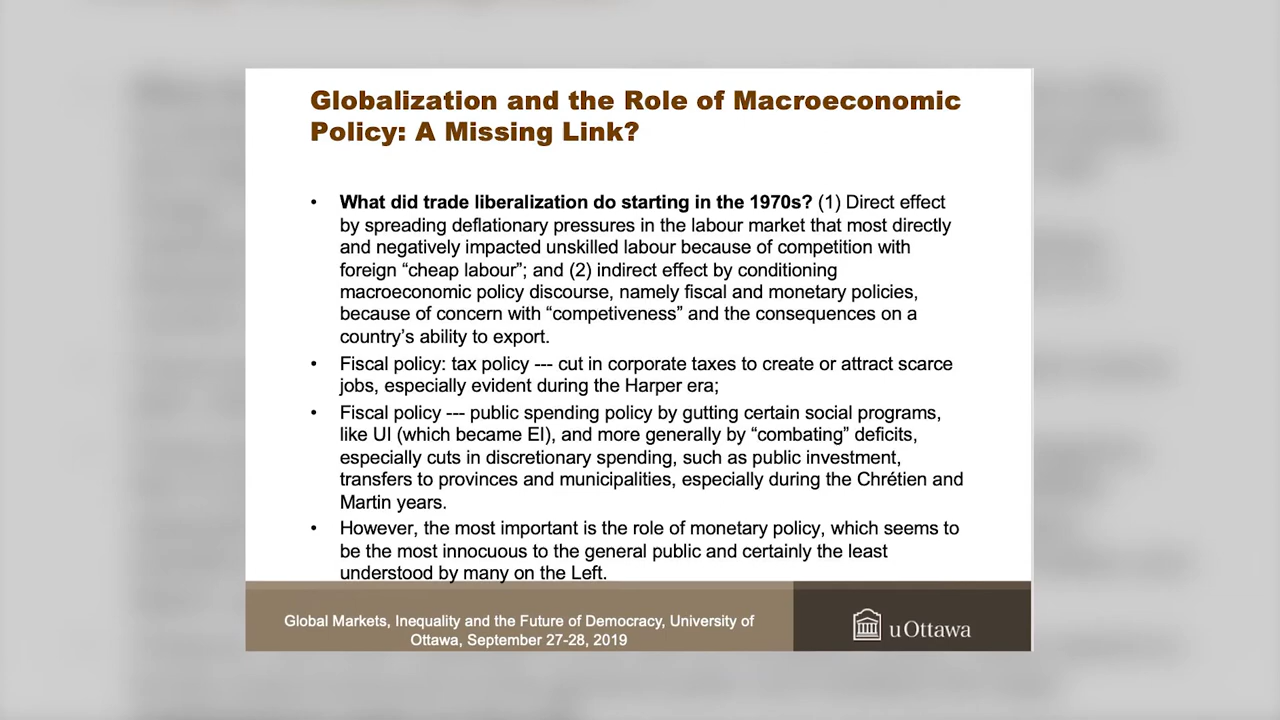 Globalization and the Role of Macroeconomic
Policy: A Missing Link?
• What did trade liberalization do starting in the 1970s? (1) Direct effect
by spreading deflationary pressures in the labour market that most directly
and negatively impacted unskilled labour because of competition with
foreign “cheap labour”; and (2) indirect effect by conditioning
macroeconomic policy discourse, namely fiscal and monetary policies,
because of concern with “competiveness” and the consequences on a
country’s ability to export.
• Fiscal policy: tax policy --- cut in corporate taxes to create or attract scarce
jobs, especially evident during the Harper era;
• Fiscal policy --- public spending policy by gutting certain social programs,
like UI (which became EI), and more generally by “combating” deficits,
especially cuts in discretionary spending, such as public investment,
transfers to provinces and municipalities, especially during the Chrétien and
Martin years.
• However, the most important is the role of monetary policy, which seems to
be the most innocuous to the general public and certainly the least
understood by many on the Left.
Global Markets, Inequality and the Future of Democracy, University of
Ottawa, September 27-28, 2019
uOttawa